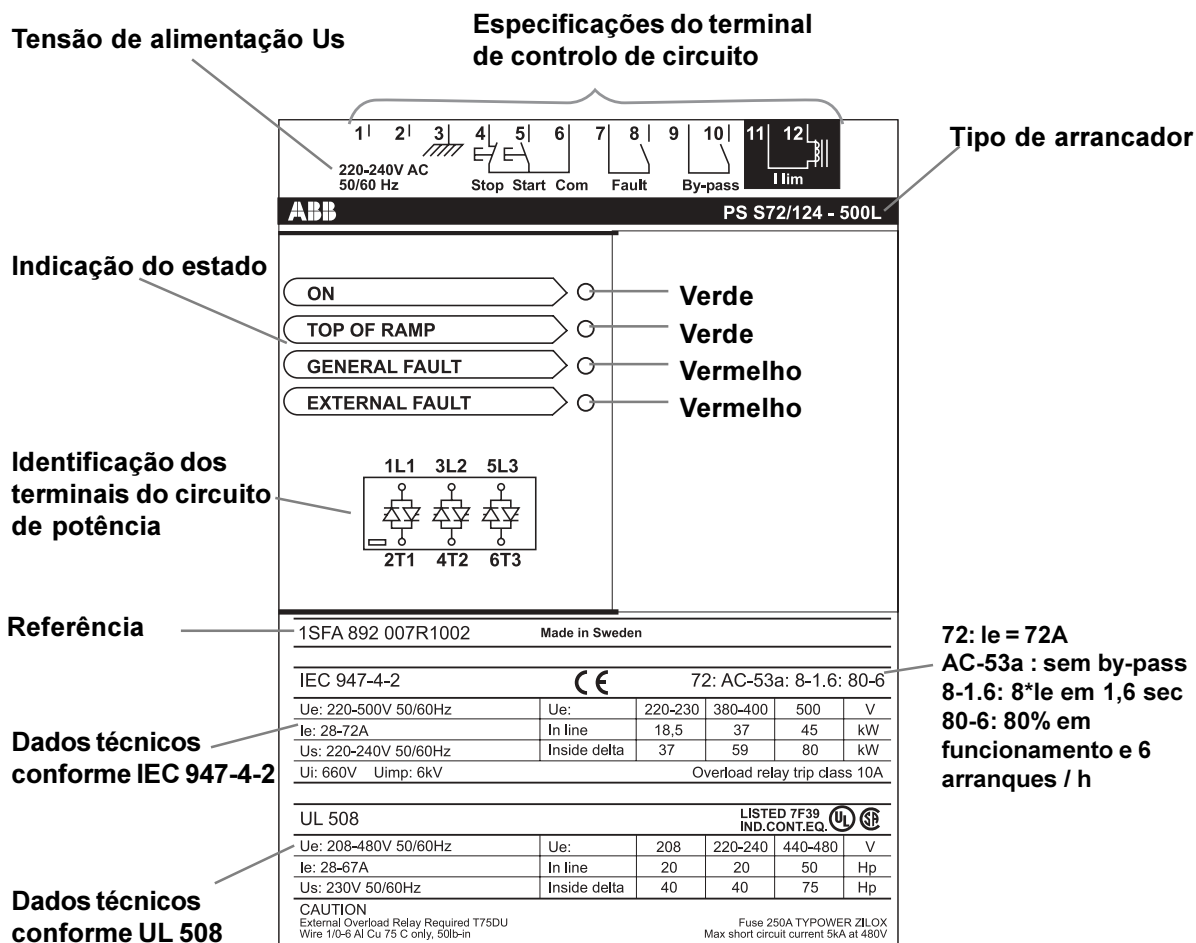 Tensão de alimentação Us
Especificações do terminal
de controlo de circuito
1 2 3 4 5 6 7 8 9 10 11 12
220-240V AC
50/60 Hz
Stop Start Com Fault By-pass I lim
Tipo de arrancador
ABB
PS S72/124 - 500L
Indicação do estado
ON
Verde
TOP OF RAMP
Verde
GENERAL FAULT
Vermelho
EXTERNAL FAULT
Vermelho
Identificação dos
terminais do circuito
de potência
1L1 3L2 5L3
2T1 4T2 6T3
Referência
1SFA 892 007R1002 Made in Sweden
72: Ie = 72A
AC-53a : sem by-pass
8-1.6: 8*Ie em 1,6 sec
80-6: 80% em
funcionamento e 6
arranques / h
IEC 947-4-2 CE 72: AC-53a: 8-1.6: 80-6
Ue: 220-500V 50/60Hz Ue: 220-230 380-400 500 V
Ie: 28-72A In line 18,5 37 45 kW
Us: 220-240V 50/60Hz Inside delta 37 59 80 kW
Ui: 660V Uimp: 6kV Overload relay trip class 10A
Dados técnicos
conforme IEC 947-4-2
UL 508 LISTED 7F39
IND.CONT.EQ. UL SA
Ue: 208-480V 50/60Hz Ue: 208 220-240 440-480 V
Ie: 28-67A In line 20 20 50 Hp
Us: 230V 50/60Hz Inside delta 40 40 75 Hp
Dados técnicos
conforme UL 508
CAUTION
External Overload Relay Required T75DU Fuse 250A TYPOWER ZILOX
Wire 1/0-6 Al Cu 75 C only, 50lb-in Max short circuit current 5kA at 480V